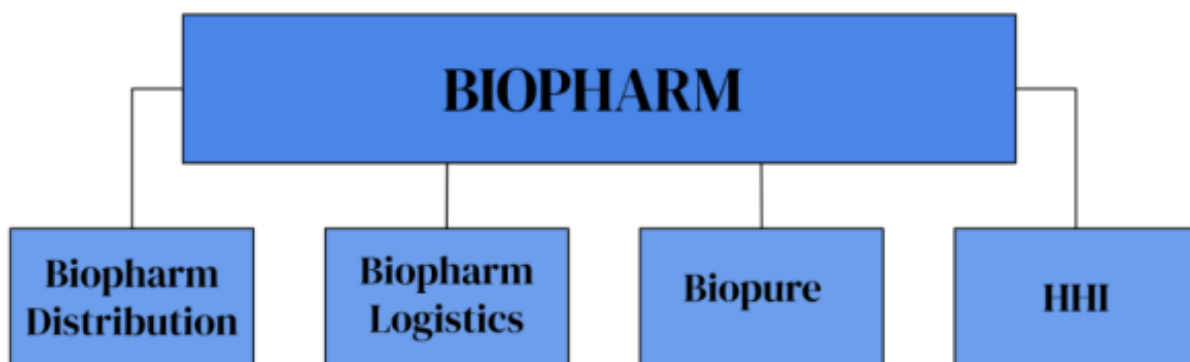 BIOPHARM
Biopharm
Distribution
Biopharm
Logistics
Biopure
HHI